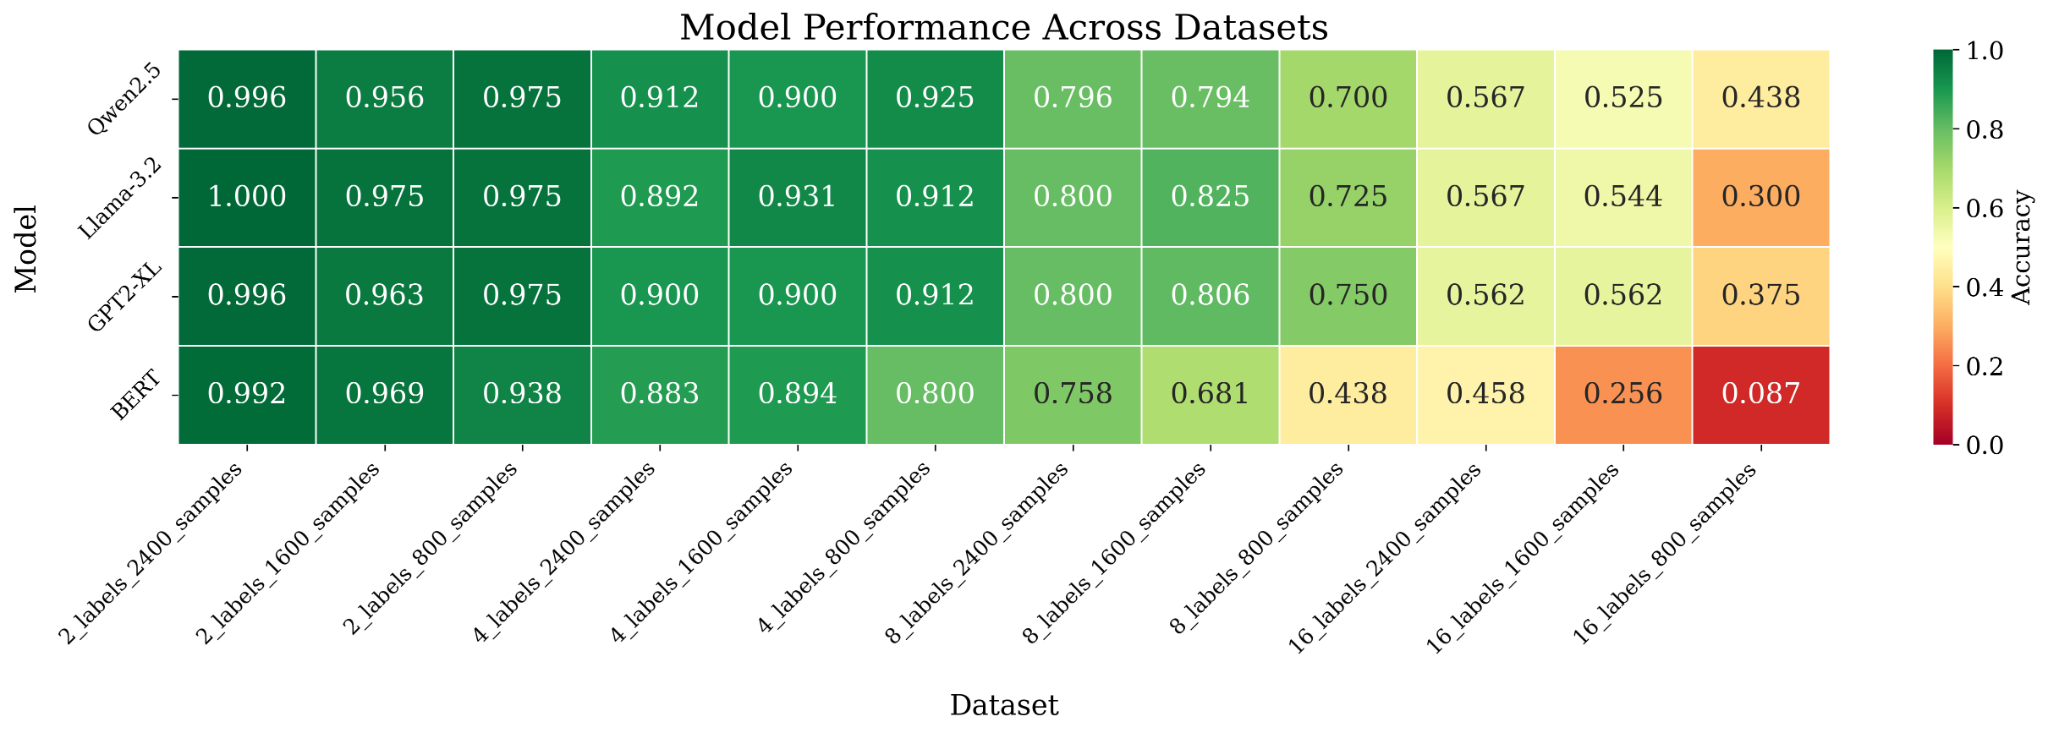 Model Performance Across Datasets
Model
Qwen2.5 0.996 0.956 0.975 0.912 0.900 0.925 0.796 0.794 0.700 0.567 0.525 0.438
Llama-3.2 1.000 0.975 0.975 0.892 0.931 0.912 0.800 0.825 0.725 0.567 0.544 0.300
GPT2-XL 0.996 0.963 0.975 0.900 0.900 0.912 0.800 0.806 0.750 0.562 0.562 0.375
BERT 0.992 0.969 0.938 0.883 0.894 0.800 0.758 0.681 0.438 0.458 0.256 0.087
2_labels_2400_samples
2_labels_1600_samples
2_labels_800_samples
4_labels_2400_samples
4_labels_1600_samples
4_labels_800_samples
8_labels_2400_samples
8_labels_1600_samples
8_labels_800_samples
16_labels_2400_samples
16_labels_1600_samples
16_labels_800_samples
Dataset
1.0
0.8
0.6
0.4
0.2
0.0
Accuracy